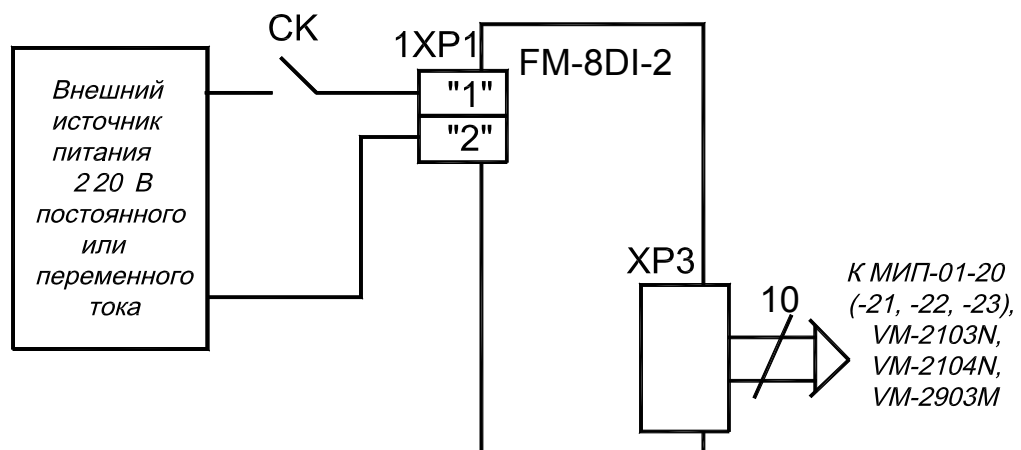 СК
1XP1
FM-8DI-2
"1"
"2"
Внешний
источник
питания
220 В
постоянного
или
переменного
тока
XP3
10
К МИП-01-20
(-21, -22, -23),
VM-2103N,
VM-2104N,
VM-2903M